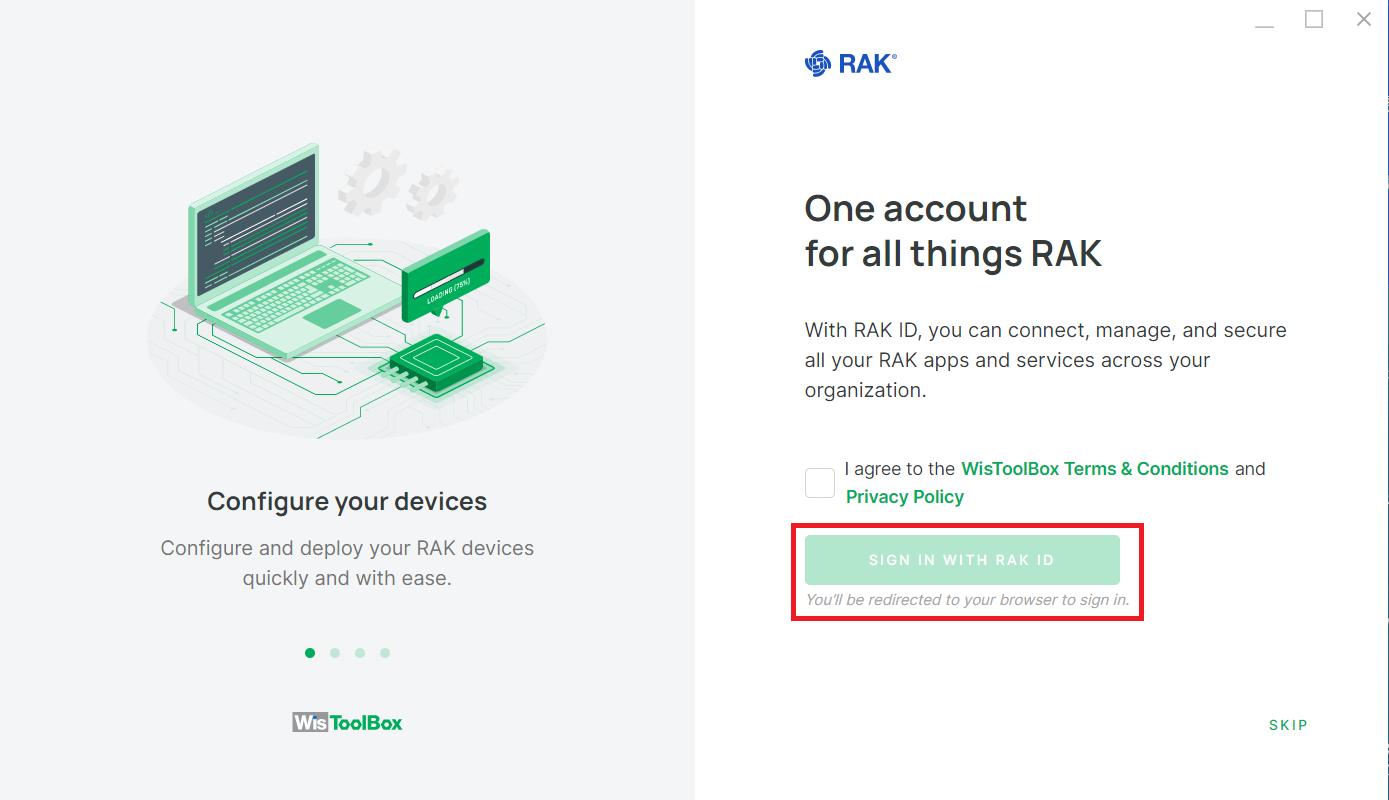 LOADING (75%)
Configure your devices
Configure and deploy your RAK devices
quickly and with ease.
WisToolBox
RAK®
One account
for all things RAK
With RAK ID, you can connect, manage, and secure
all your RAK apps and services across your
organization.
I agree to the WisToolBox Terms & Conditions and
Privacy Policy
SIGN IN WITH RAK ID
You'll be redirected to your browser to sign in.
SKIP